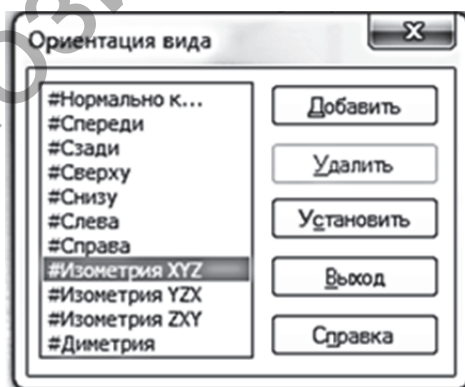 Ориентация вида
#Нормально к...
#Спереди
#Сзади
#Сверху
#Снизу
#Слева
#Справа
#Изометрия XYZ
#Изометрия YZX
#Изометрия ZXY
#Диметрия
Добавить
Удалить
Установить
Выход
Справка